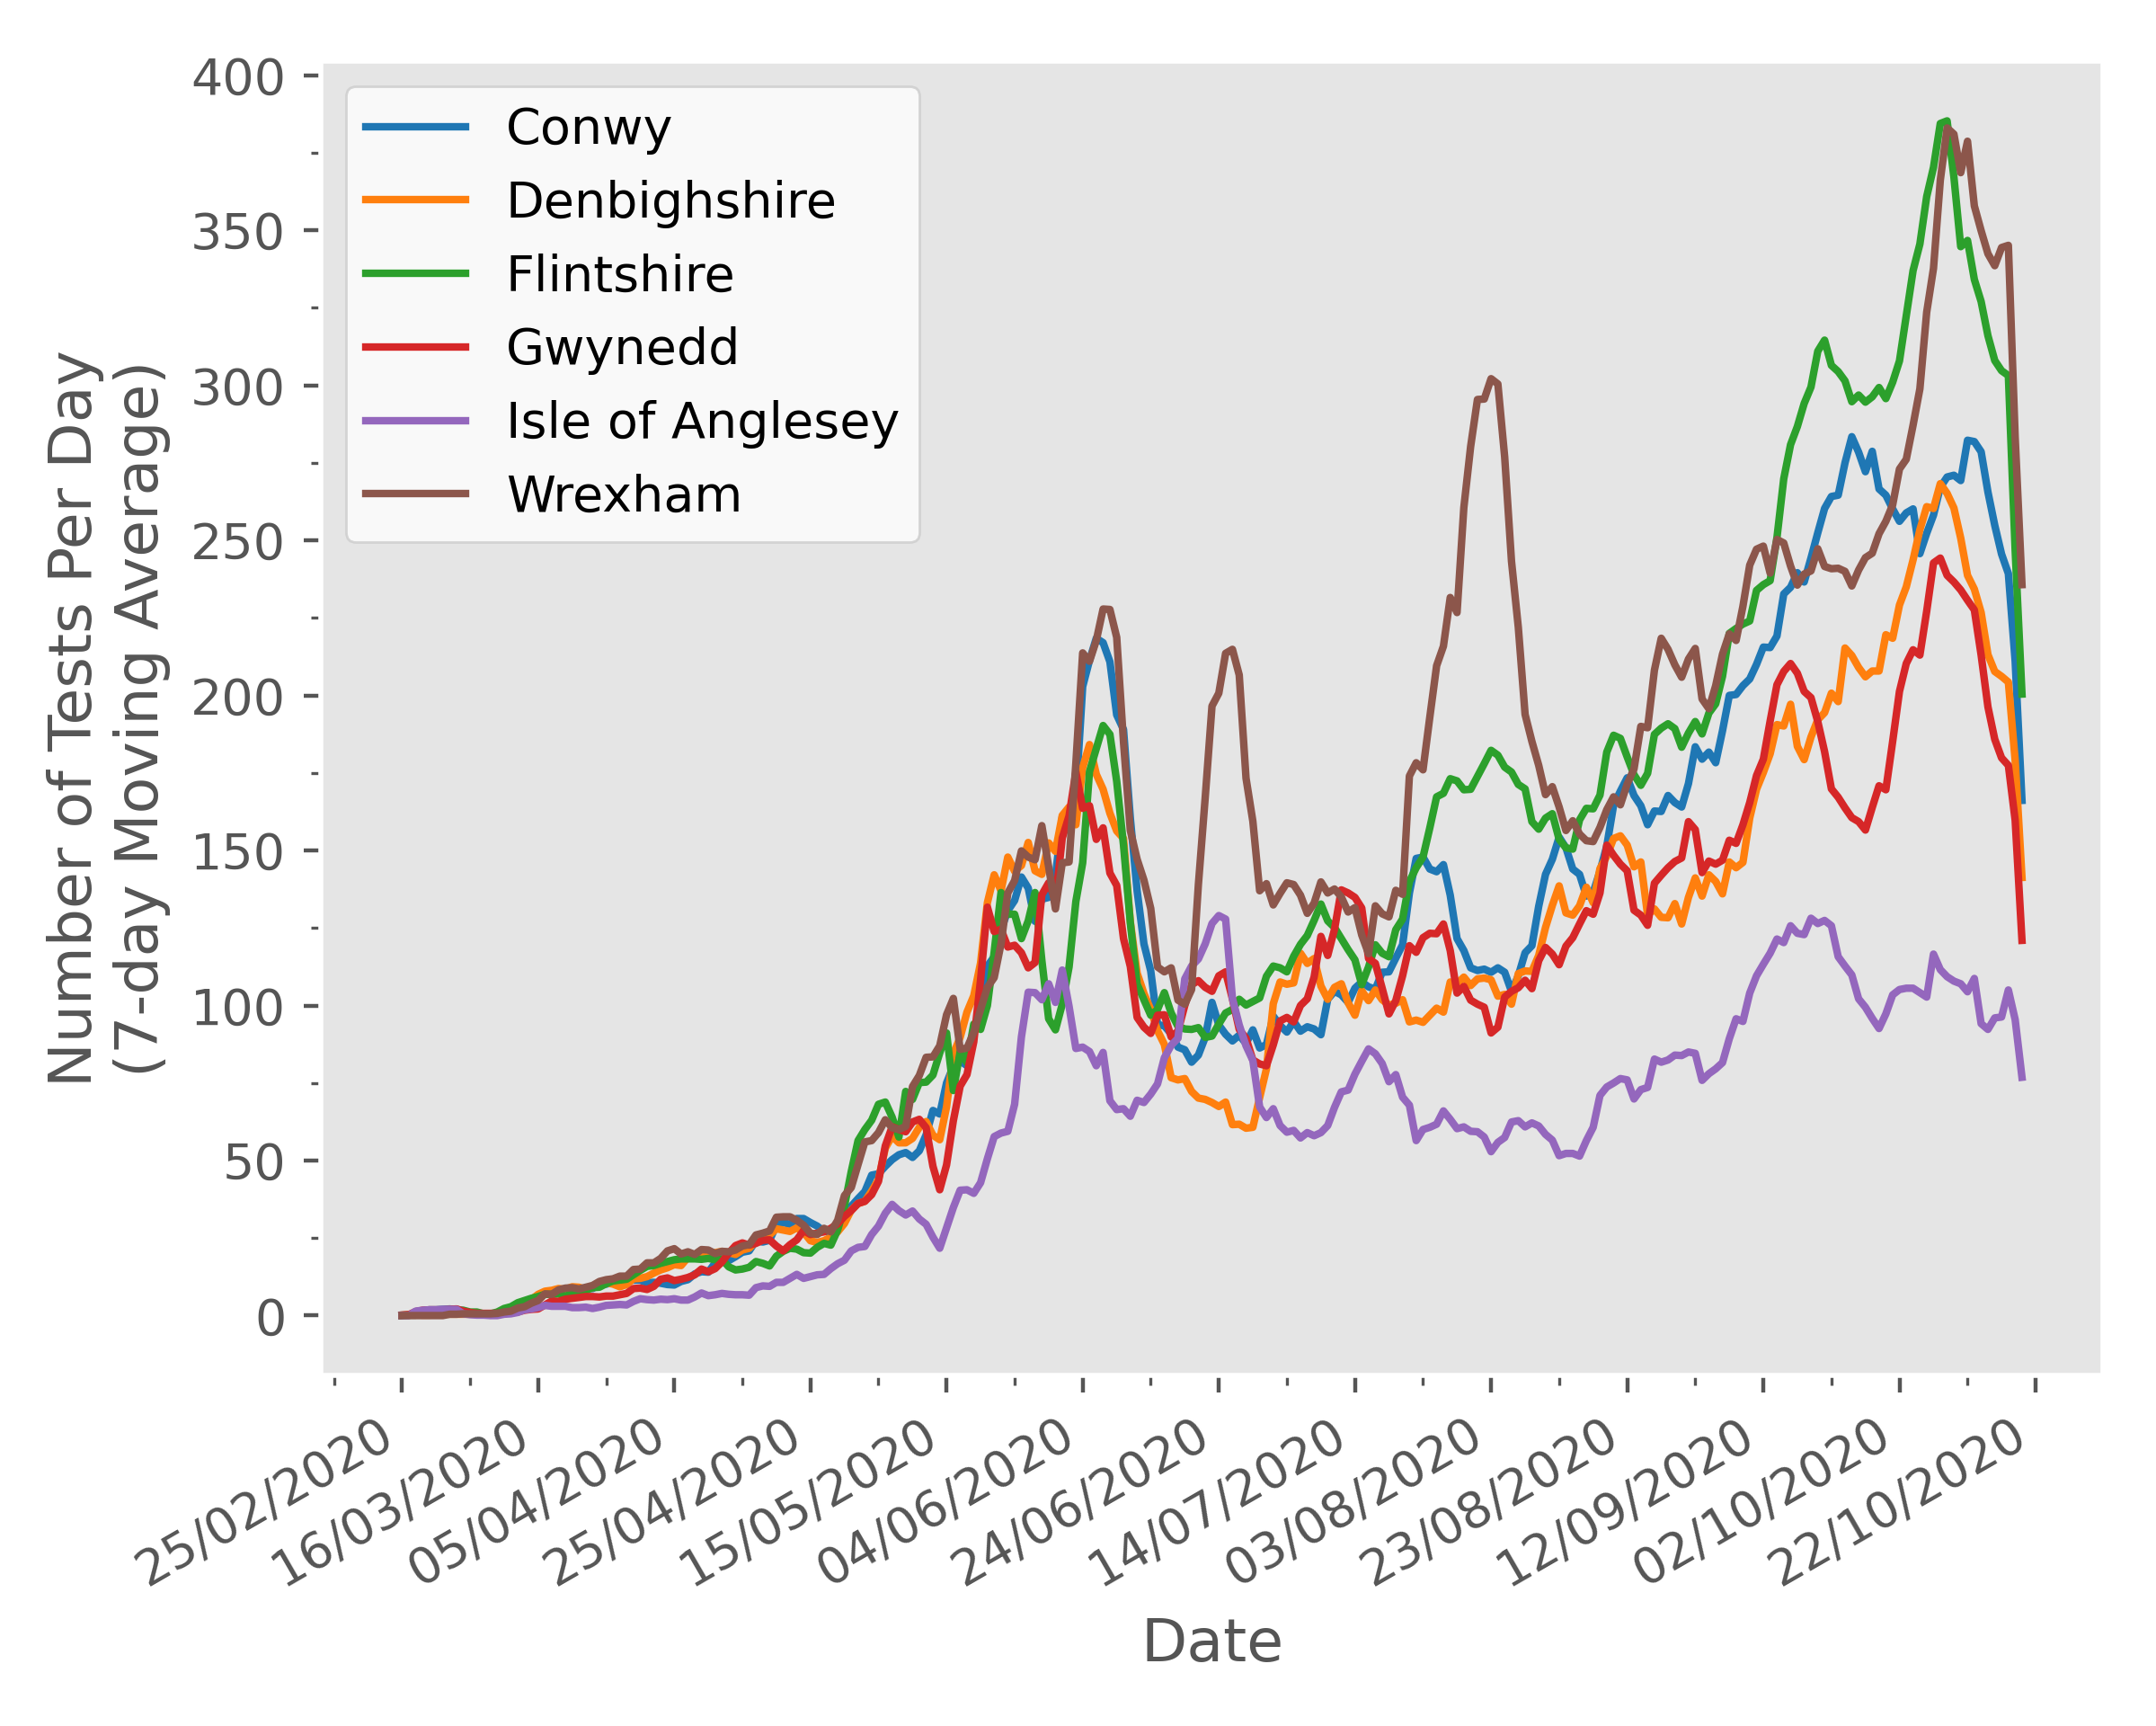 Number of Tests Per Day
(7-day Moving Average)
400
350
300
250
200
150
100
50
0
Conwy
Denbighshire
Flintshire
Gwynedd
Isle of Anglesey
Wrexham
25/02/2020
16/03/2020
05/04/2020
25/04/2020
15/05/2020
04/06/2020
24/06/2020
14/07/2020
03/08/2020
23/08/2020
12/09/2020
02/10/2020
22/10/2020
Date